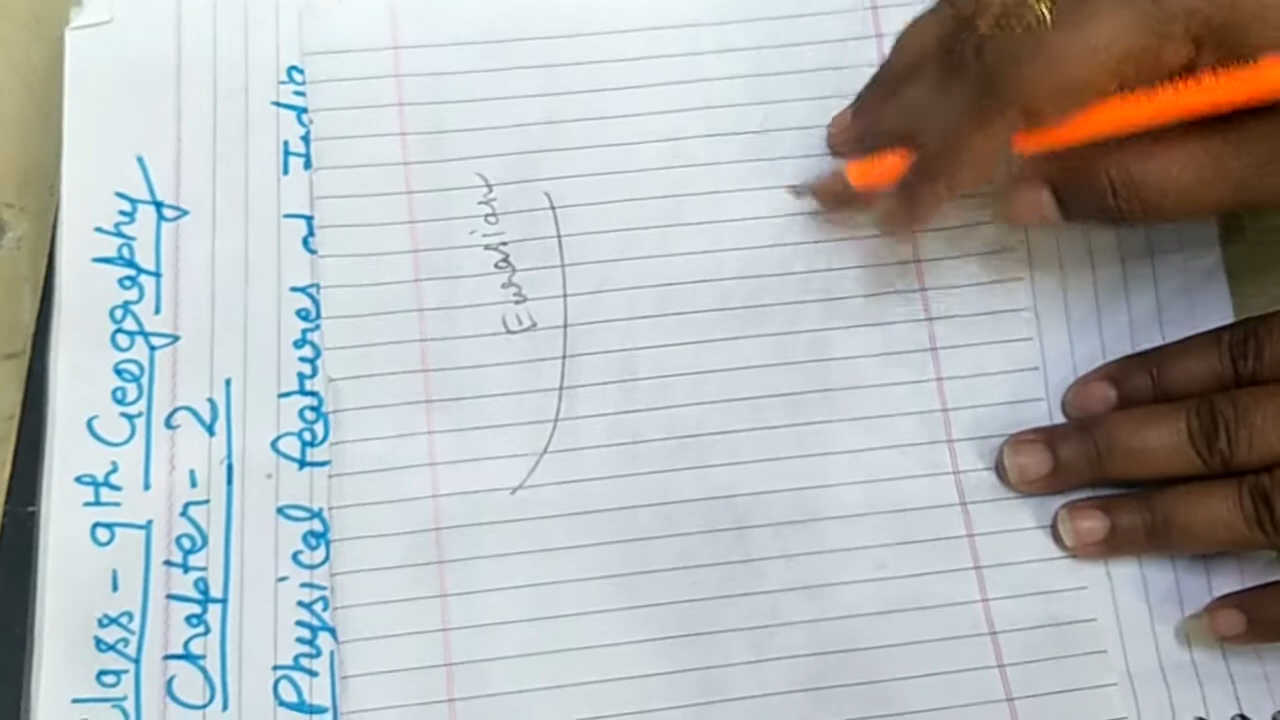 Class - 9th Geography
Chapter - 2
Physical features of India
Eurasian